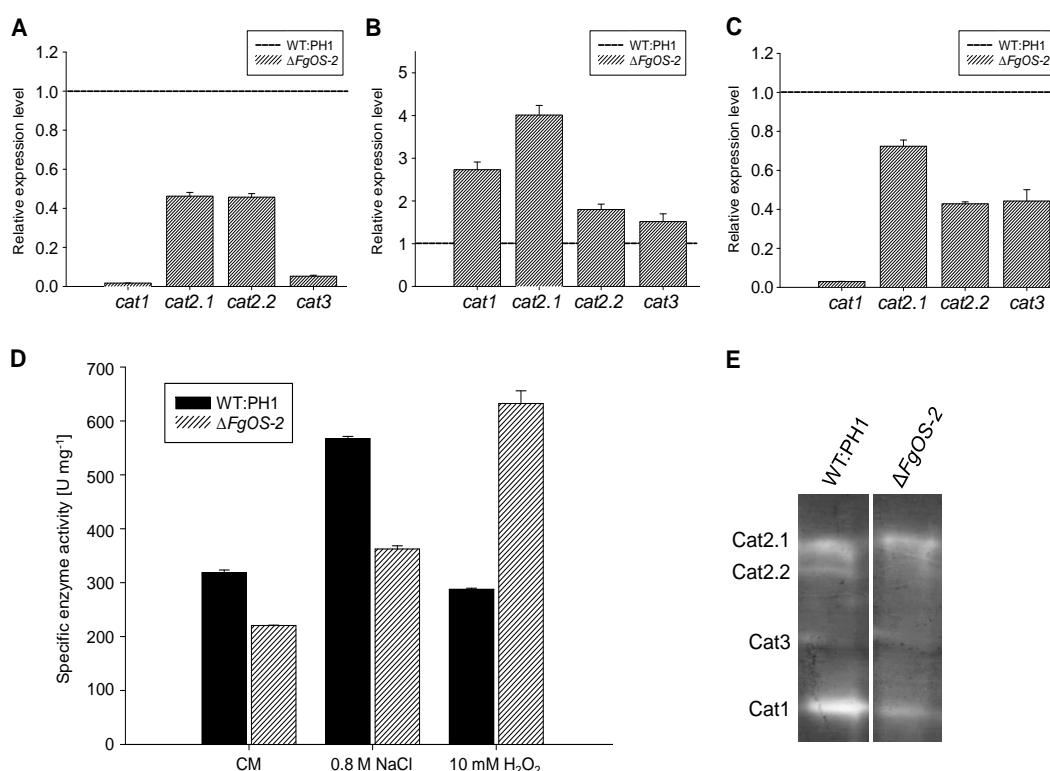 A
WT:PH1
ΔFgOS-2
Relative expression level
1.2
1.0
0.8
0.6
0.4
0.2
0.0
cat1 cat2.1 cat2.2 cat3
B
WT:PH1
ΔFgOS-2
Relative expression level
5
4
3
2
1
0
cat1 cat2.1 cat2.2 cat3
C
WT:PH1
ΔFgOS-2
Relative expression level
1.2
1.0
0.8
0.6
0.4
0.2
0.0
cat1 cat2.1 cat2.2 cat3
D
WT:PH1
ΔFgOS-2
Specific enzyme activity [U mg-1]
700
600
500
400
300
200
100
0
CM 0.8 M NaCl 10 mM H2O2
E
WT:PH1
ΔFgOS-2
Cat2.1
Cat2.2
Cat3
Cat1